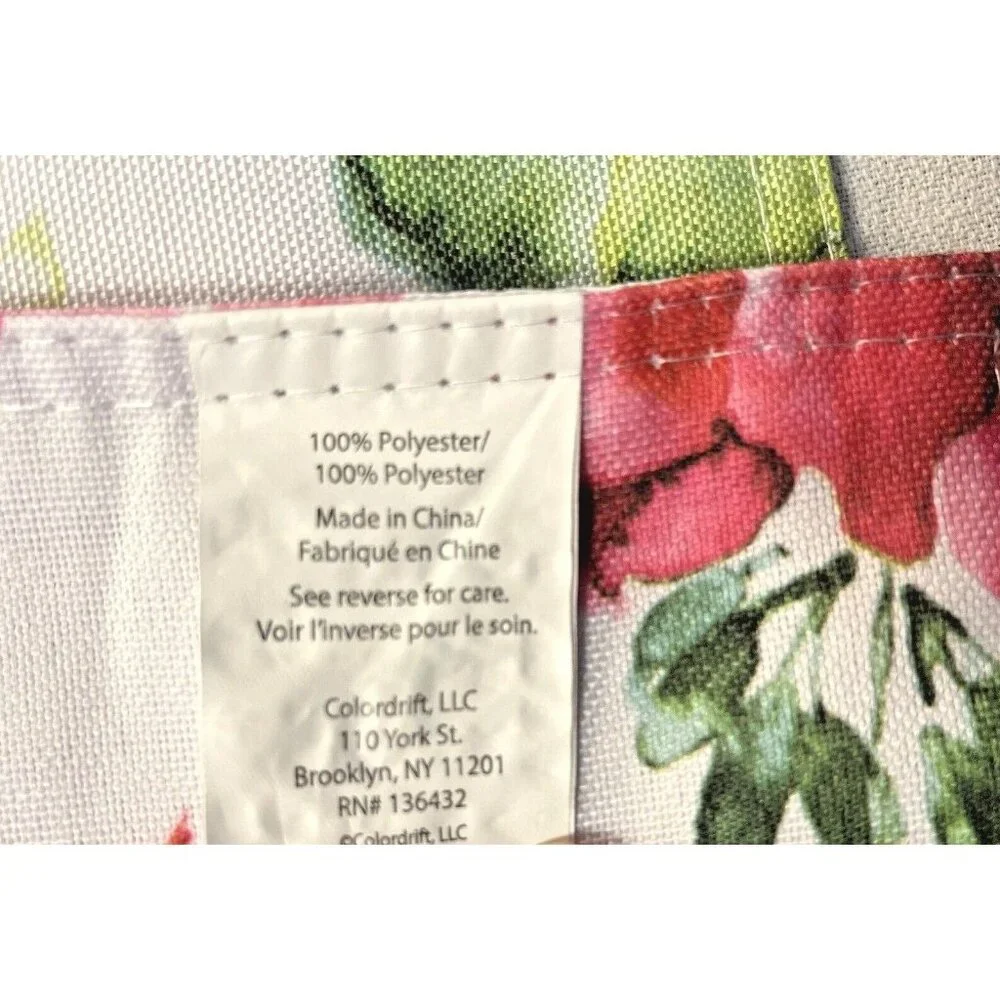 100% Polyester/
100% Polyester
Made in China/
Fabriqué en Chine
See reverse for care.
Voir l'inverse pour le soin.
Colordrift, LLC
110 York St.
Brooklyn, NY 11201
RN# 136432
©Colordrift, LLC